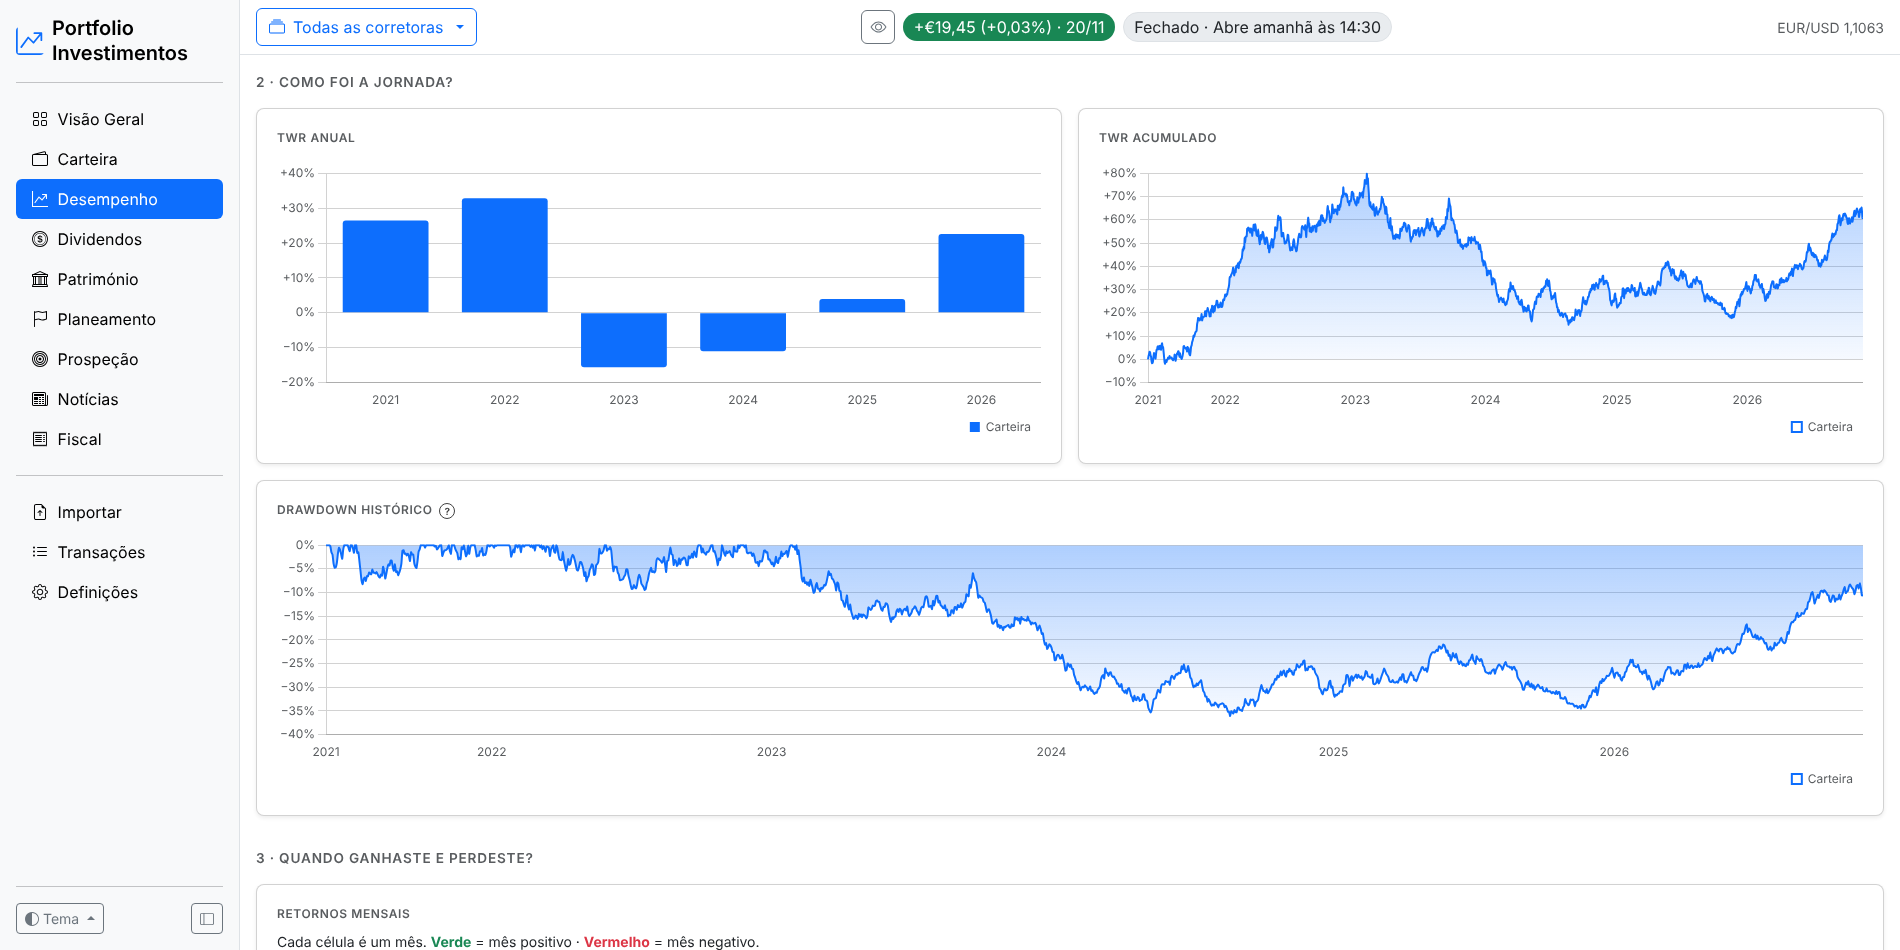 Portfolio
Investimentos
Visão Geral
Carteira
Desempenho
Dividendos
Património
Planeamento
Prospeção
Notícias
Fiscal
Importar
Transações
Definições
Tema
Todas as corretoras
+€19,45 (+0,03%) · 20/11
Fechado · Abre amanhã às 14:30
EUR/USD 1,1063
2 · COMO FOI A JORNADA?
TWR ANUAL
+40%
+30%
+20%
+10%
0%
−10%
−20%
2021 2022 2023 2024 2025 2026
Carteira
TWR ACUMULADO
+80%
+70%
+60%
+50%
+40%
+30%
+20%
+10%
0%
−10%
2021 2022 2023 2024 2025 2026
Carteira
DRAWDOWN HISTÓRICO ?
0%
−5%
−10%
−15%
−20%
−25%
−30%
−35%
−40%
2021 2022 2023 2024 2025 2026
Carteira
3 · QUANDO GANHASTE E PERDESTE?
RETORNOS MENSAIS
Cada célula é um mês. Verde = mês positivo · Vermelho = mês negativo.